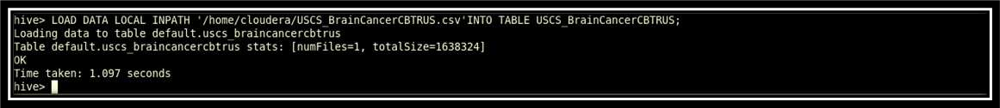 hive> LOAD DATA LOCAL INPATH '/home/cloudera/USCS_BrainCancerCBTRUS.csv'INTO TABLE USCS_BrainCancerCBTRUS;
Loading data to table default.uscs_braincancercbtrus
Table default.uscs_braincancercbtrus stats: [numFiles=1, totalSize=1638324]
OK
Time taken: 1.097 seconds
hive>